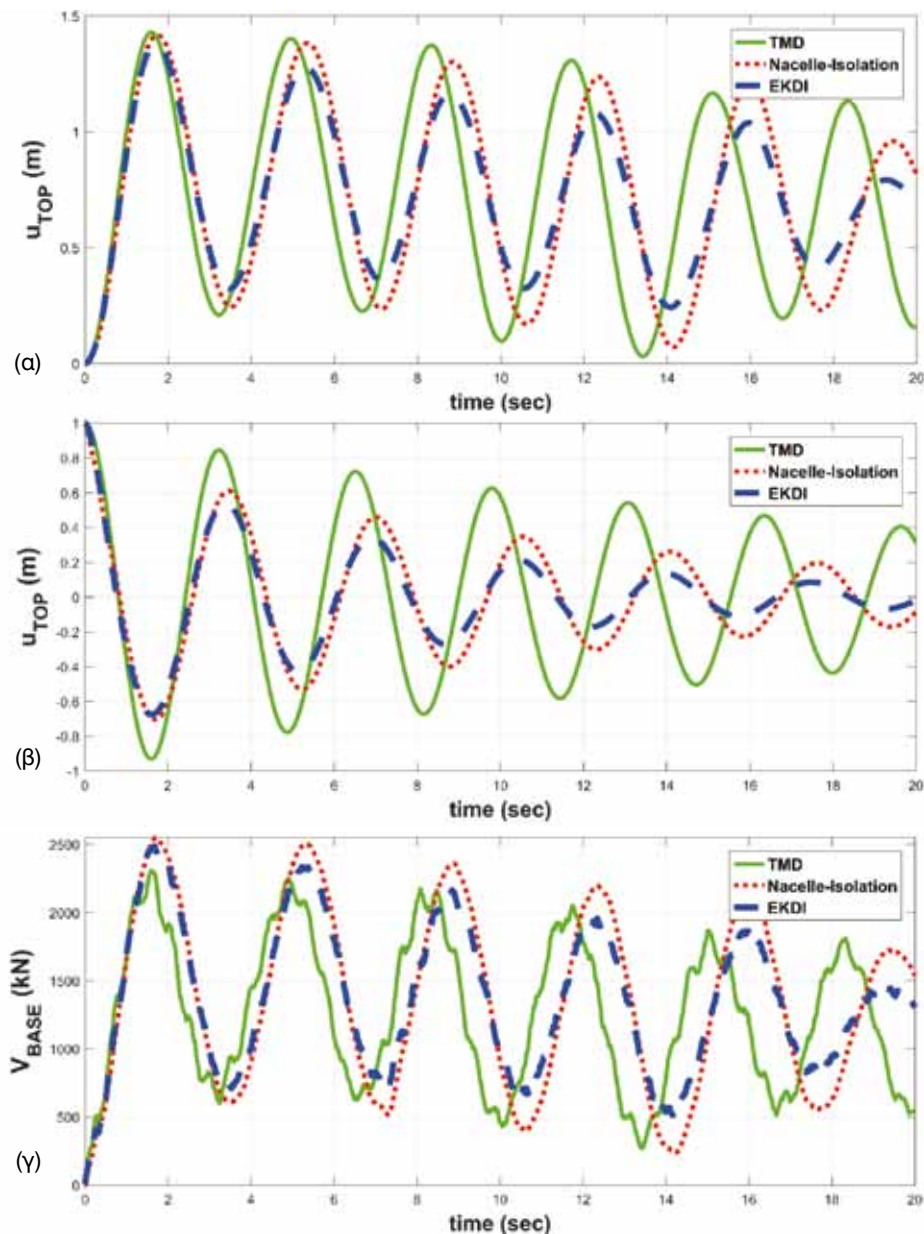 1.5
1
0.5
0
u_TOP (m)
TMD
Nacelle-Isolation
EKDI
0 2 4 6 8 10 12 14 16 18 20
time (sec)
(α)
1
0.8
0.6
0.4
0.2
0
-0.2
-0.4
-0.6
-0.8
-1
u_TOP (m)
TMD
Nacelle-Isolation
EKDI
0 2 4 6 8 10 12 14 16 18 20
time (sec)
(β)
2500
2000
1500
1000
500
0
V_BASE (kN)
TMD
Nacelle-Isolation
EKDI
0 2 4 6 8 10 12 14 16 18 20
time (sec)
(γ)